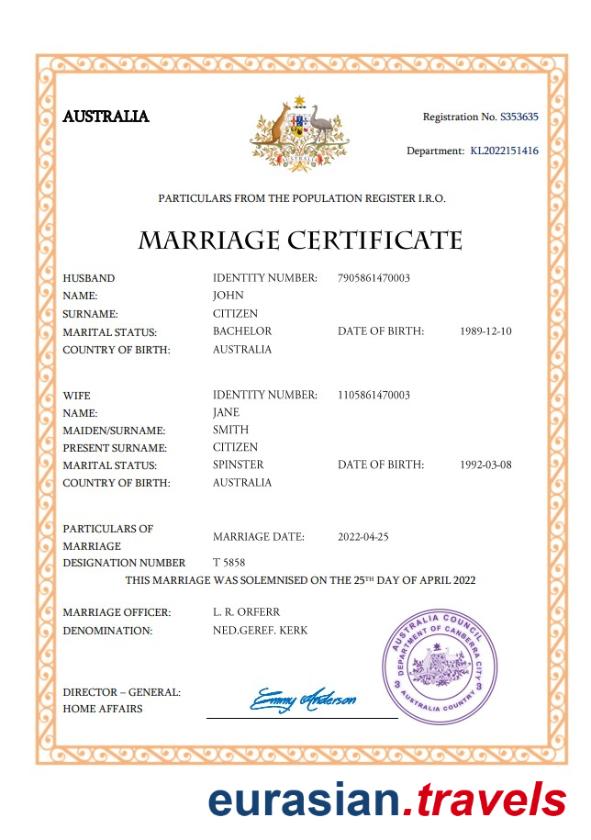 AUSTRALIA
Registration No. S353635
Department: KL2022151416
AUSTRALIA
PARTICULARS FROM THE POPULATION REGISTER I.R.O.
MARRIAGE CERTIFICATE
HUSBAND IDENTITY NUMBER: 7905861470003
NAME: JOHN
SURNAME: CITIZEN
MARITAL STATUS: BACHELOR DATE OF BIRTH: 1989-12-10
COUNTRY OF BIRTH: AUSTRALIA
WIFE IDENTITY NUMBER: 1105861470003
NAME: JANE
MAIDEN/SURNAME: SMITH
PRESENT SURNAME: CITIZEN
MARITAL STATUS: SPINSTER DATE OF BIRTH: 1992-03-08
COUNTRY OF BIRTH: AUSTRALIA
PARTICULARS OF
MARRIAGE MARRIAGE DATE: 2022-04-25
DESIGNATION NUMBER T 5858
THIS MARRIAGE WAS SOLEMNISED ON THE 25TH DAY OF APRIL 2022
MARRIAGE OFFICER: L. R. ORFERR
DENOMINATION: NED.GEREF. KERK
AUSTRALIA COUNCIL
DEPARTMENT OF CANBERRA CITY
3 3
AUSTRALIA COUNTRY
DIRECTOR – GENERAL:
HOME AFFAIRS
Emmy Anderson
eurasian.travels